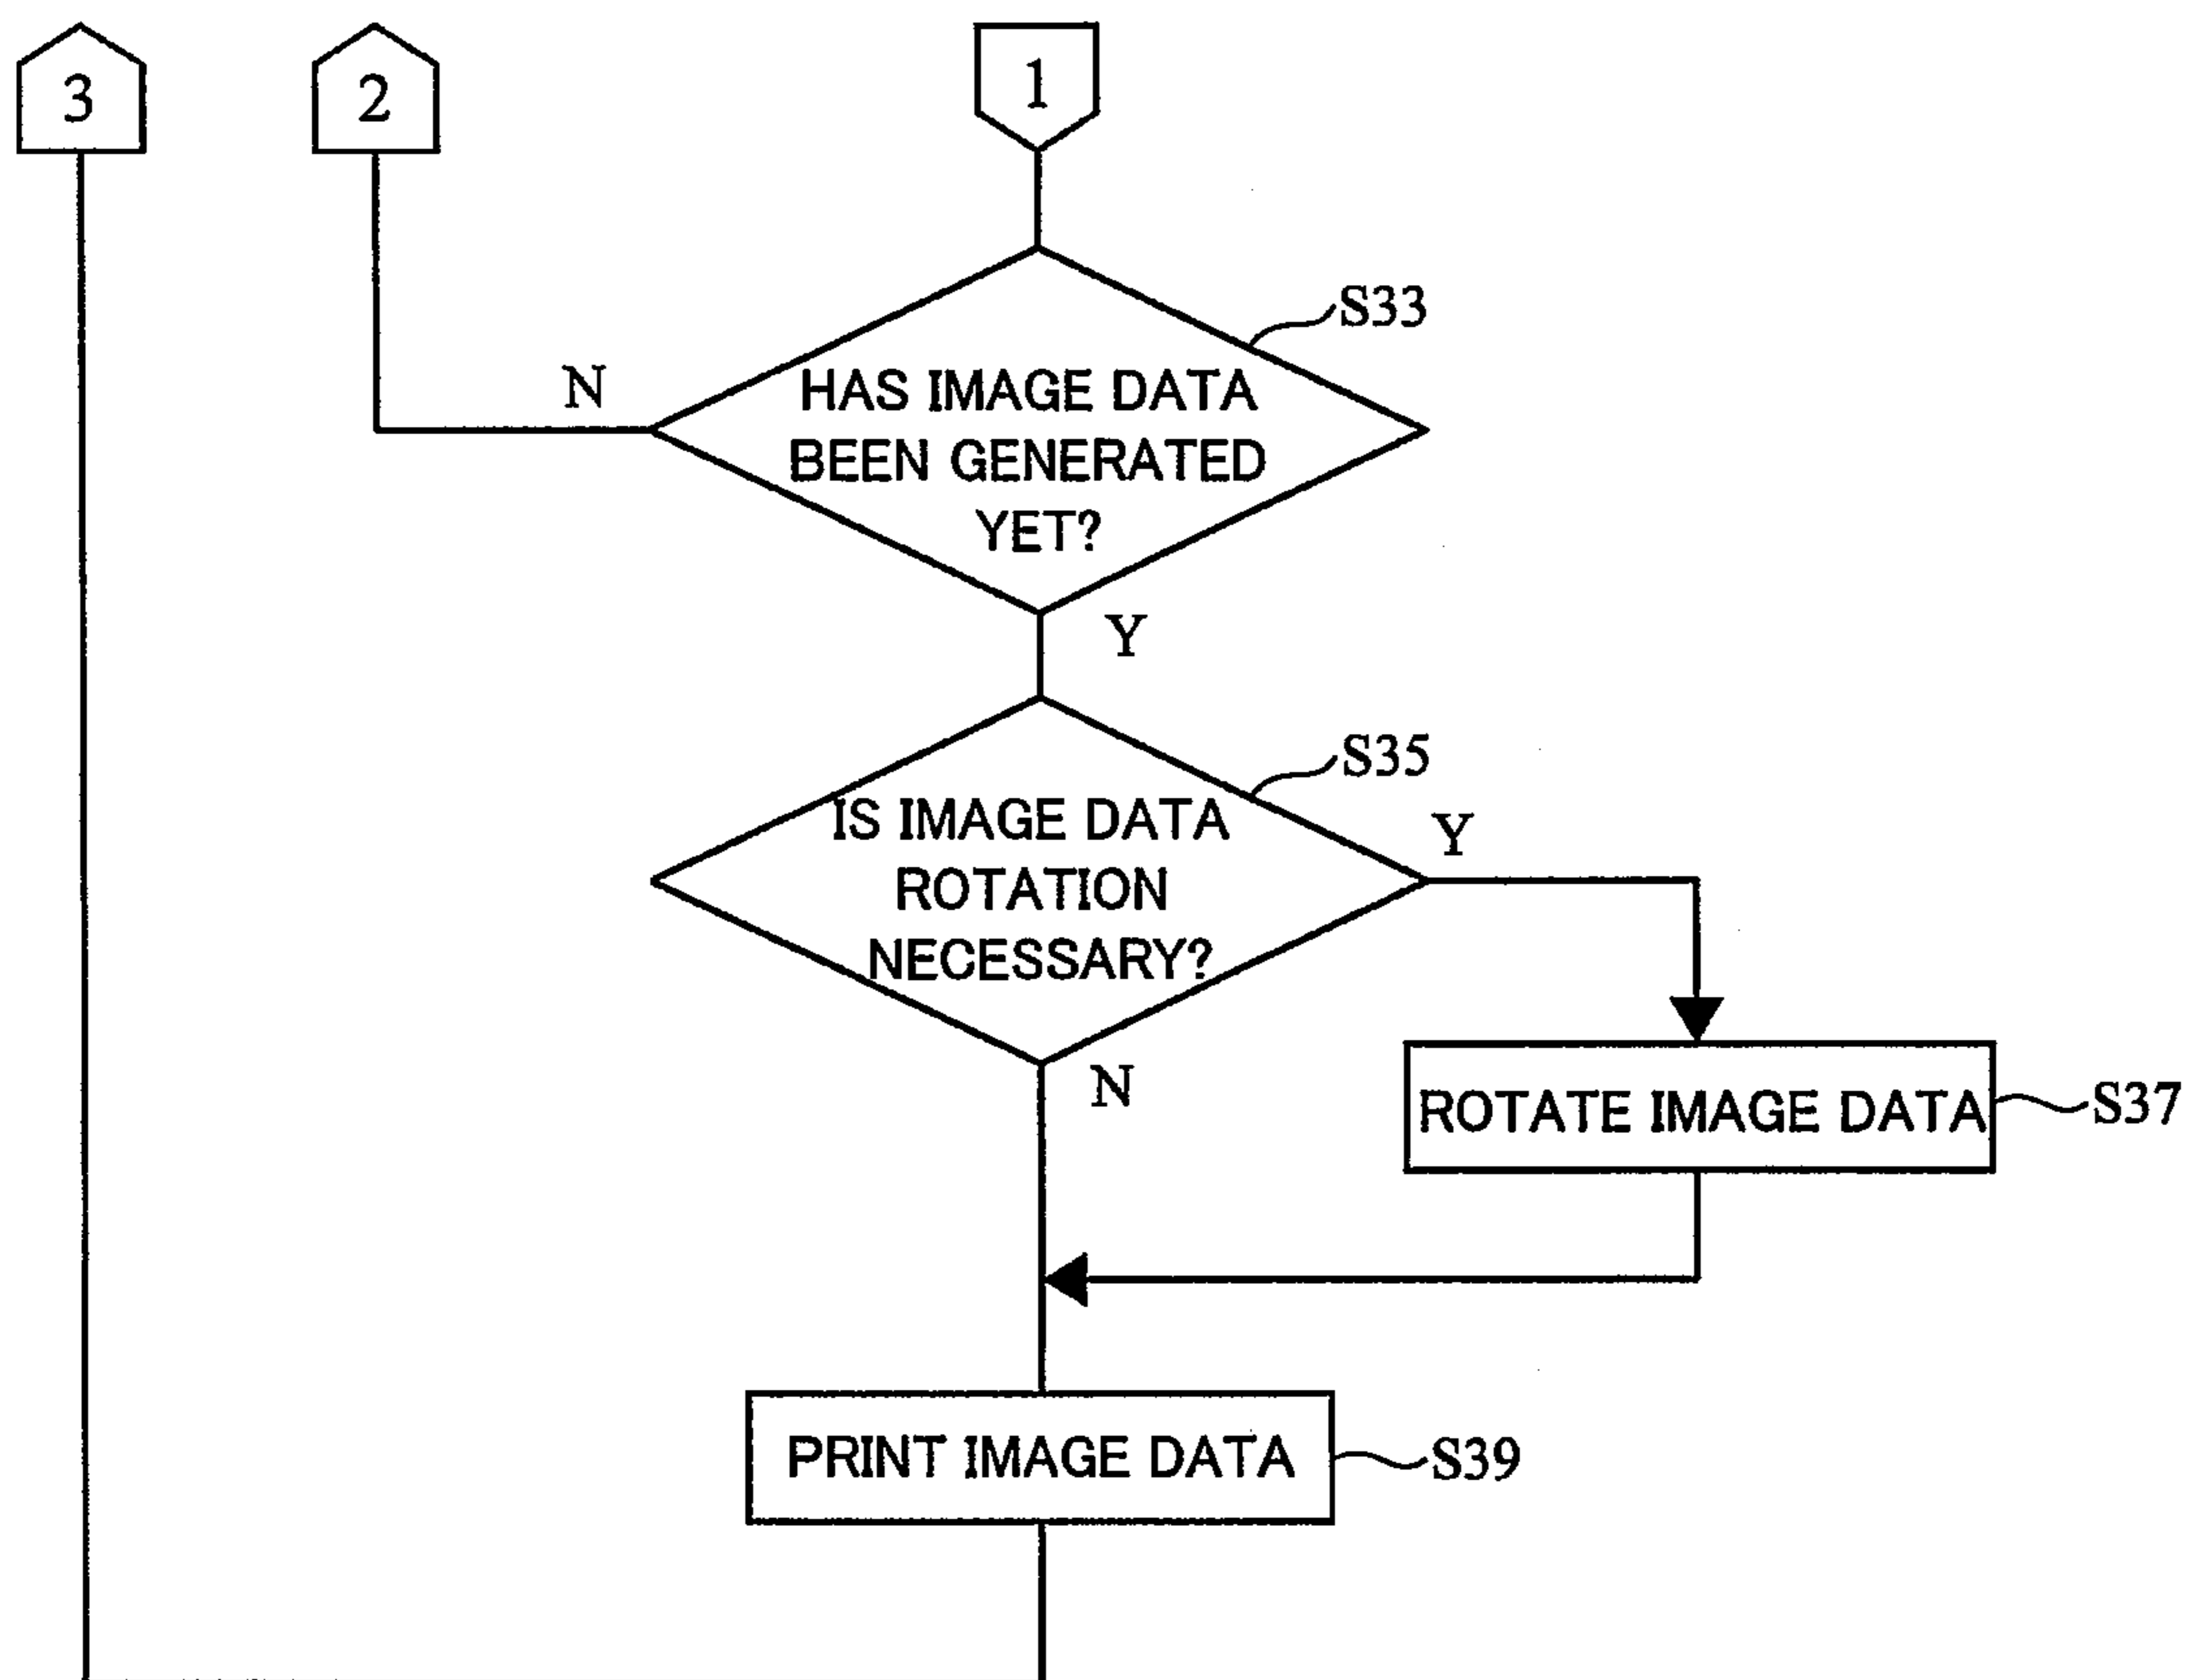 3
2
1
S33
N
HAS IMAGE DATA
BEEN GENERATED
YET?
Y
S35
IS IMAGE DATA
ROTATION
NECESSARY?
Y
N
ROTATE IMAGE DATA
S37
PRINT IMAGE DATA
S39